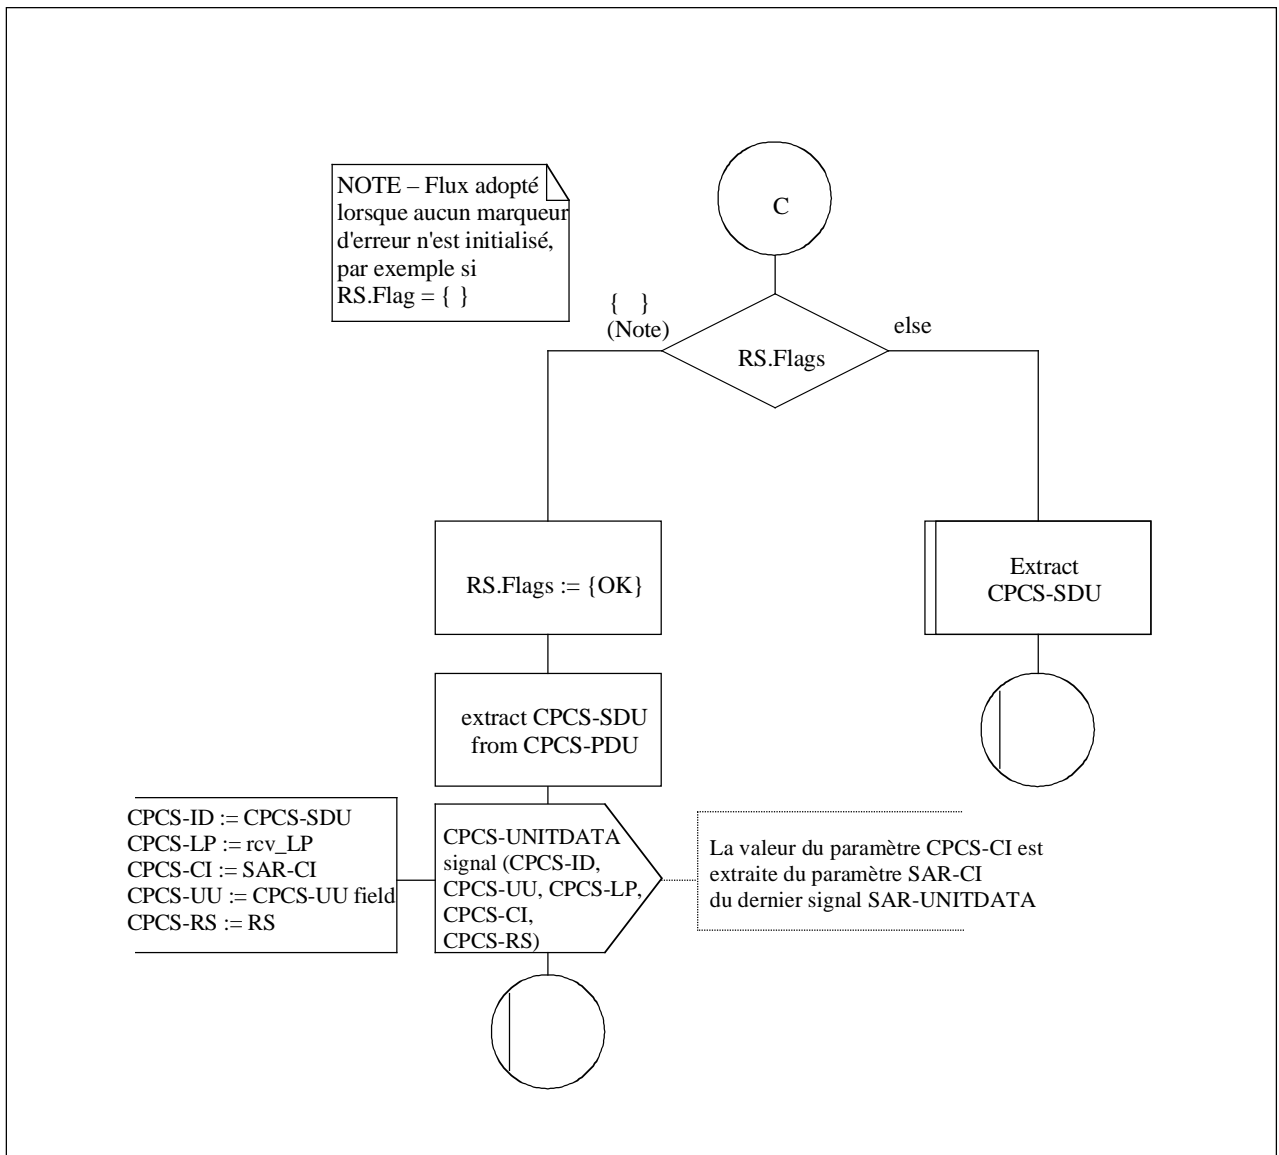 NOTE – Flux adopté
lorsque aucun marqueur
d'erreur n'est initialisé,
par exemple si
RS.Flag = { }
C
{ }
(Note)
else
RS.Flags
RS.Flags := {OK}
Extract
CPCS-SDU
extract CPCS-SDU
from CPCS-PDU
CPCS-ID := CPCS-SDU
CPCS-LP := rcv_LP
CPCS-CI := SAR-CI
CPCS-UU := CPCS-UU field
CPCS-RS := RS
CPCS-UNITDATA
signal (CPCS-ID,
CPCS-UU, CPCS-LP,
CPCS-CI,
CPCS-RS)
La valeur du paramètre CPCS-CI est
extraite du paramètre SAR-CI
du dernier signal SAR-UNITDATA